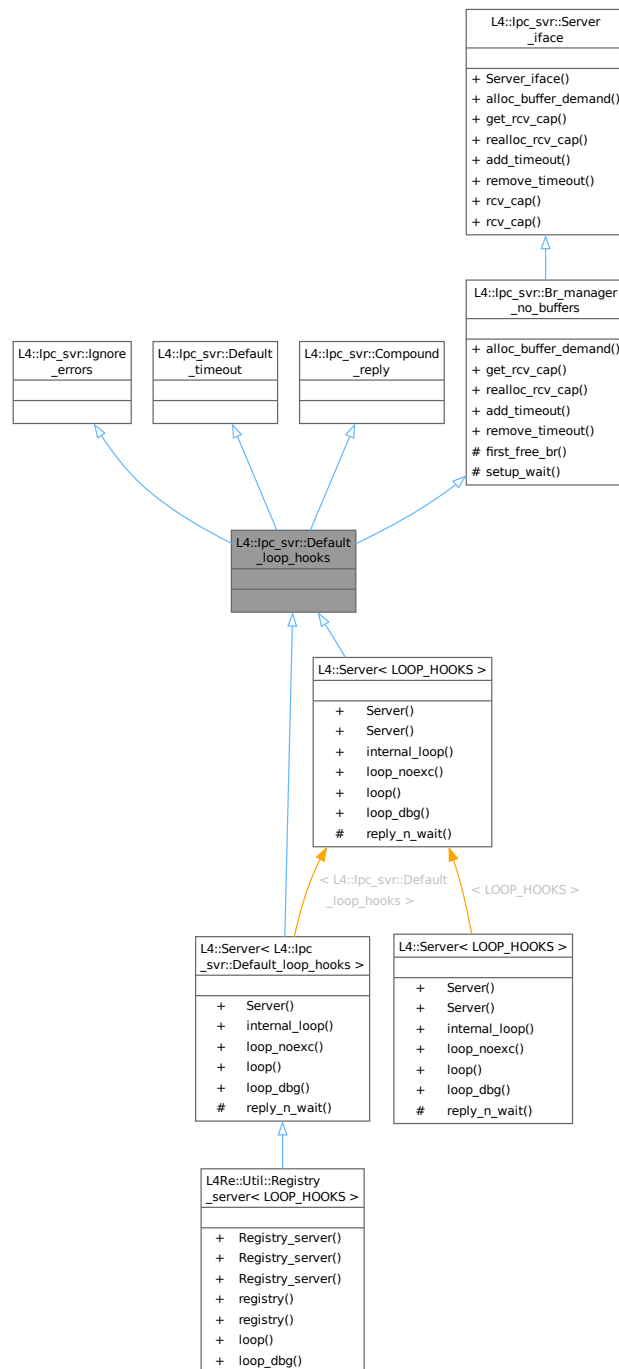 L4::Ipc_svr::Server
_iface
+ Server_iface()
+ alloc_buffer_demand()
+ get_rcv_cap()
+ realloc_rcv_cap()
+ add_timeout()
+ remove_timeout()
+ rcv_cap()
+ rcv_cap()
L4::Ipc_svr::Br_manager
_no_buffers
+ alloc_buffer_demand()
+ get_rcv_cap()
+ realloc_rcv_cap()
+ add_timeout()
+ remove_timeout()
# first_free_br()
# setup_wait()
L4::Ipc_svr::Ignore
_errors
L4::Ipc_svr::Default
_timeout
L4::Ipc_svr::Compound
_reply
L4::Ipc_svr::Default
_loop_hooks
L4::Server< LOOP_HOOKS >
+ Server()
+ Server()
+ internal_loop()
+ loop_noexc()
+ loop()
+ loop_dbg()
# reply_n_wait()
< L4::Ipc_svr::Default
_loop_hooks >
< LOOP_HOOKS >
L4::Server< L4::Ipc
_svr::Default_loop_hooks >
+ Server()
+ internal_loop()
+ loop_noexc()
+ loop()
+ loop_dbg()
# reply_n_wait()
L4::Server< LOOP_HOOKS >
+ Server()
+ Server()
+ internal_loop()
+ loop_noexc()
+ loop()
+ loop_dbg()
# reply_n_wait()
L4Re::Util::Registry
_server< LOOP_HOOKS >
+ Registry_server()
+ Registry_server()
+ Registry_server()
+ registry()
+ registry()
+ loop()
+ loop_dbg()